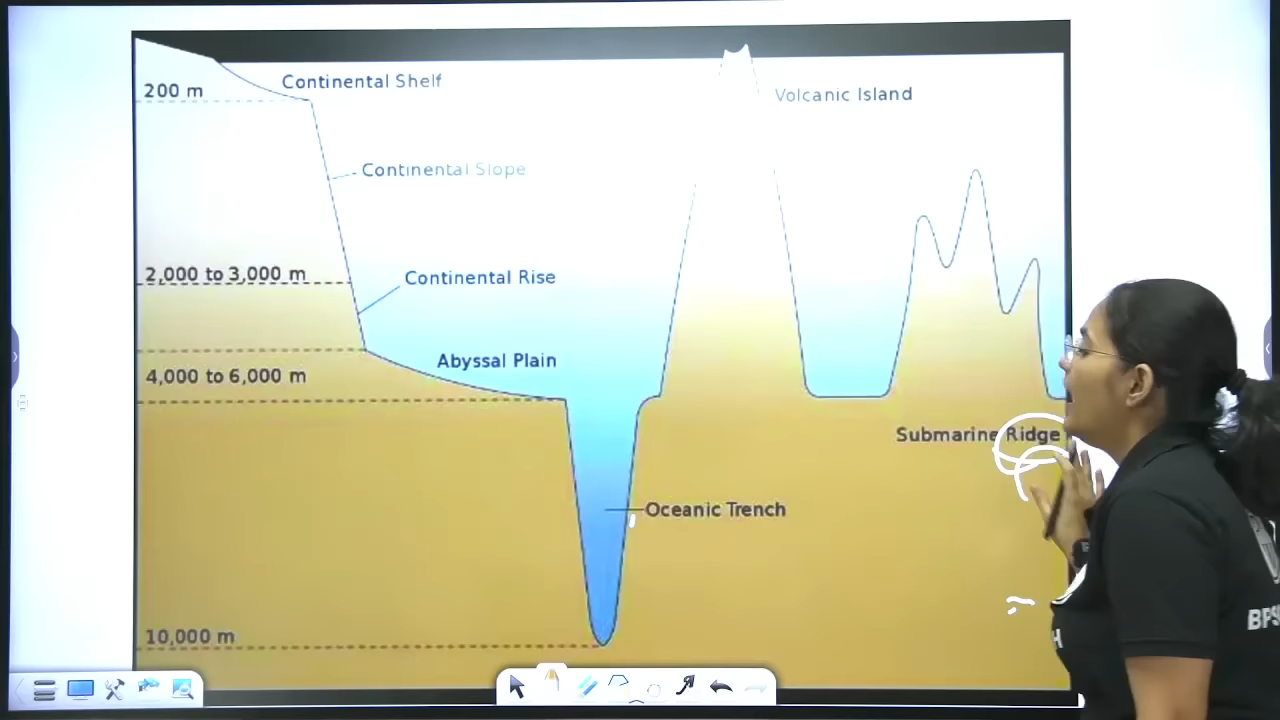 Continental Shelf
200 m
Volcanic Island
Continental Slope
2,000 to 3,000 m
Continental Rise
Abyssal Plain
4,000 to 6,000 m
Submarine Ridge
Oceanic Trench
10,000 m